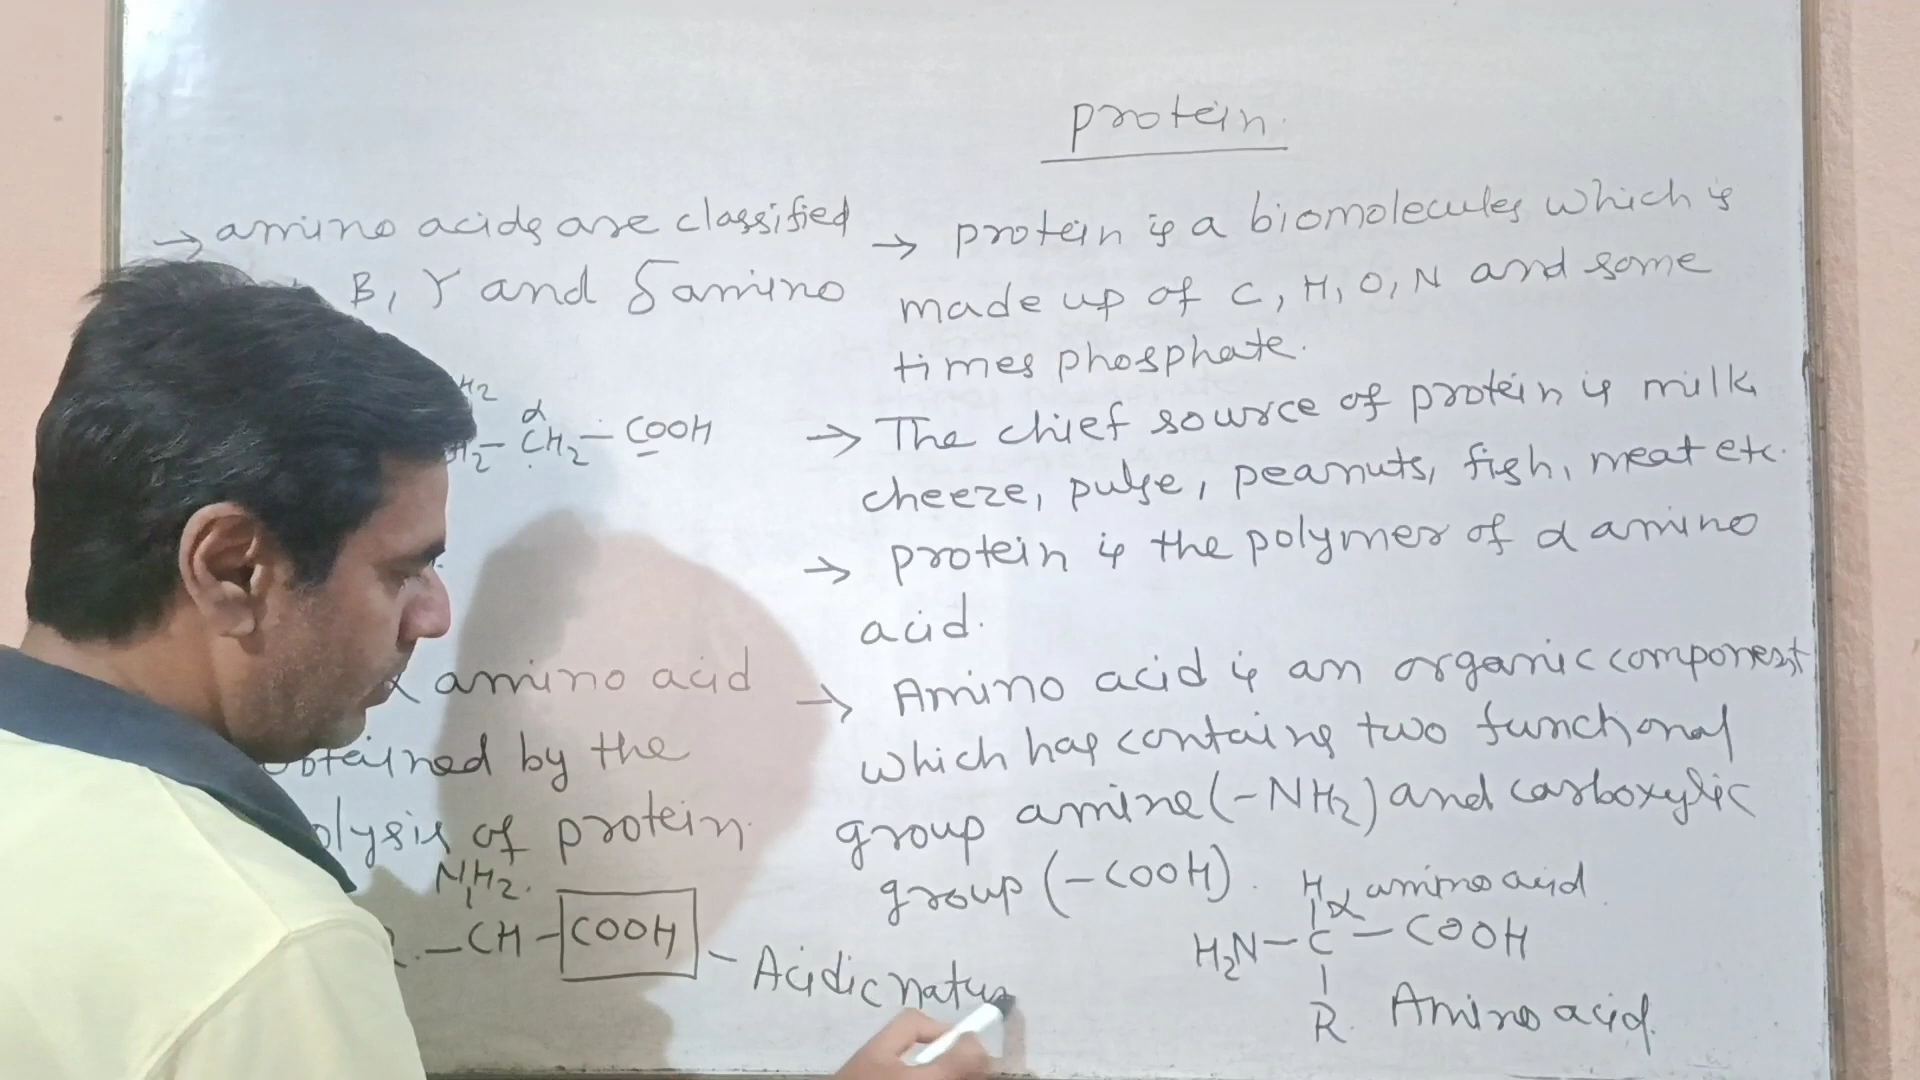 protein.
→ amino acids are classified
B, γ and δ amino
H2
α
H2 - CH2 - COOH
α amino acid
obtained by the
olysis of protein.
NH2.
- CH - COOH - Acidic natur
→ protein is a biomolecules which is
made up of C, H, O, N and some
times phosphate.
→ The chief source of protein is milk
cheeze, pulse, peanuts, fish, meat etc.
→ protein is the polymer of α amino
acid.
→ Amino acid is an organic component
which has contains two functional
group amine (-NH2) and carboxylic
group (-COOH).
H α amino acid
α
H2N - C - COOH
R. Amino acid.